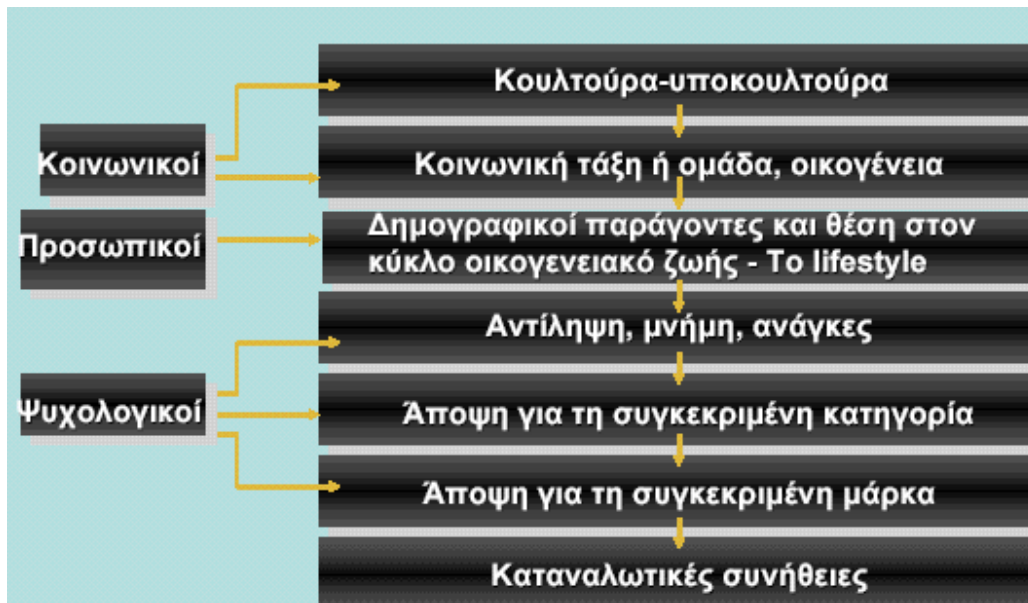 Κουλτούρα-υποκουλτούρα
Κοινωνικοί
Κοινωνική τάξη ή ομάδα, οικογένεια
Προσωπικοί
Δημογραφικοί παράγοντες και θέση στον
κύκλο οικογενειακό ζωής - Το lifestyle
Αντίληψη, μνήμη, ανάγκες
Ψυχολογικοί
Άποψη για τη συγκεκριμένη κατηγορία
Άποψη για τη συγκεκριμένη μάρκα
Καταναλωτικές συνήθειες